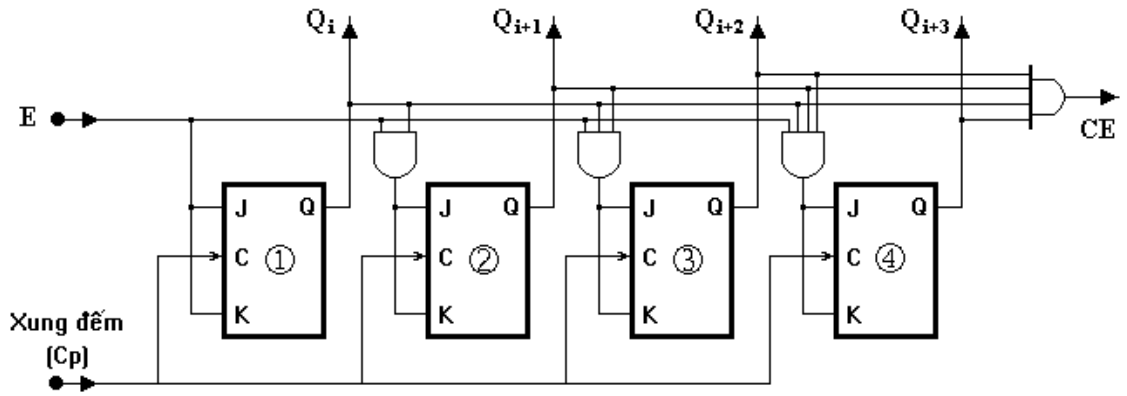 Qi Qi+1 Qi+2 Qi+3
E
CE
J Q J Q J Q J Q
C ① C ② C ③ C ④
K K K K
Xung đếm
(Cp)